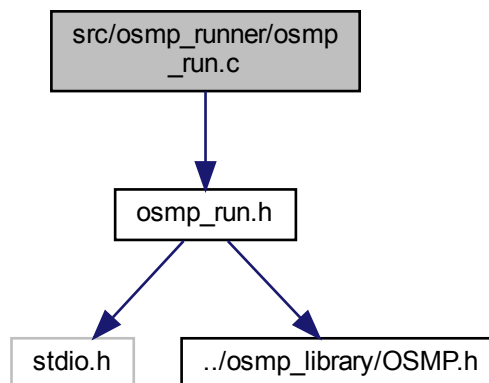 src/osmp_runner/osmp
_run.c
osmp_run.h
stdio.h
../osmp_library/OSMP.h